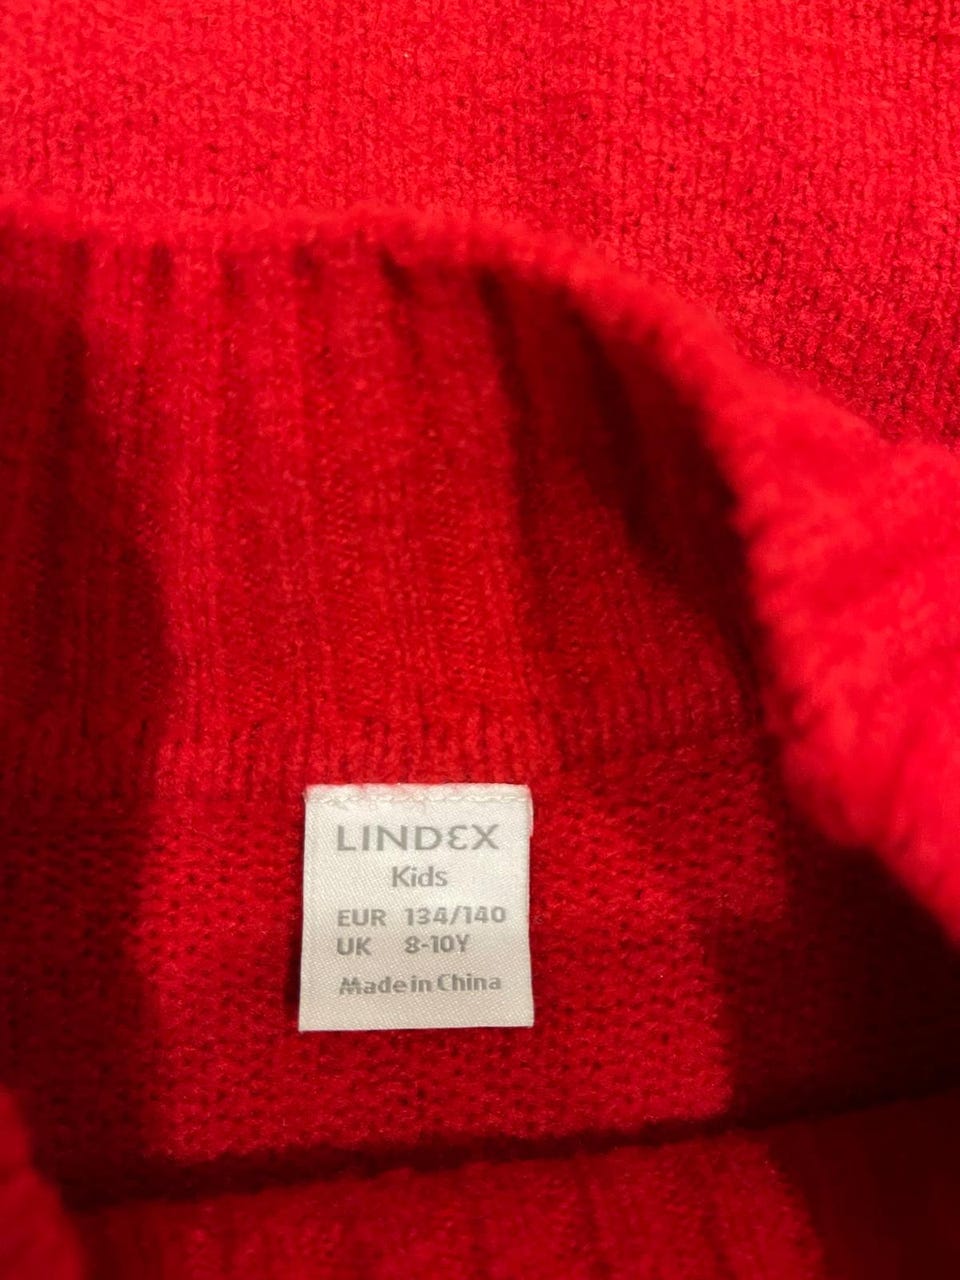 LINDEX
Kids
EUR 134/140
UK 8-10Y
Made in China